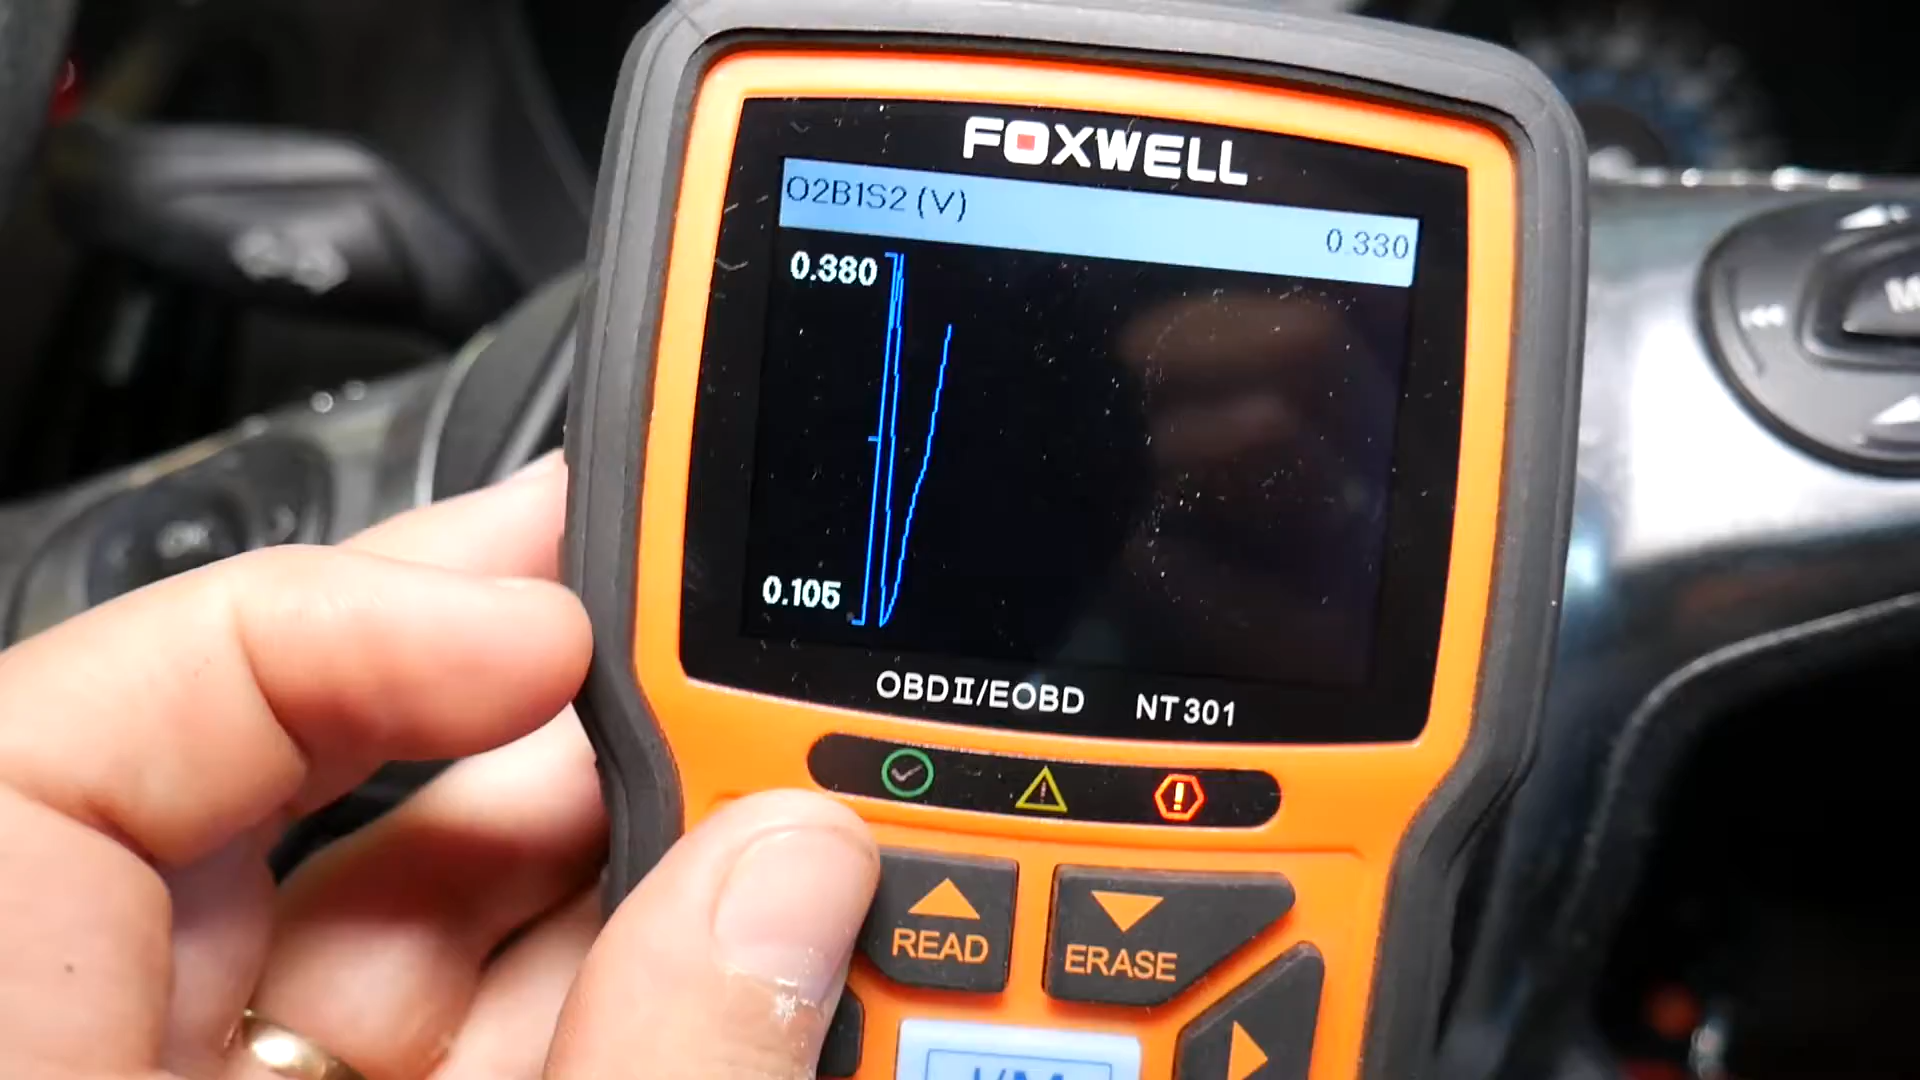 FOXWELL
O2B1S2 (V)
0.330
0.380
0.105
OBDII/EOBD NT301
READ
ERASE
I/M